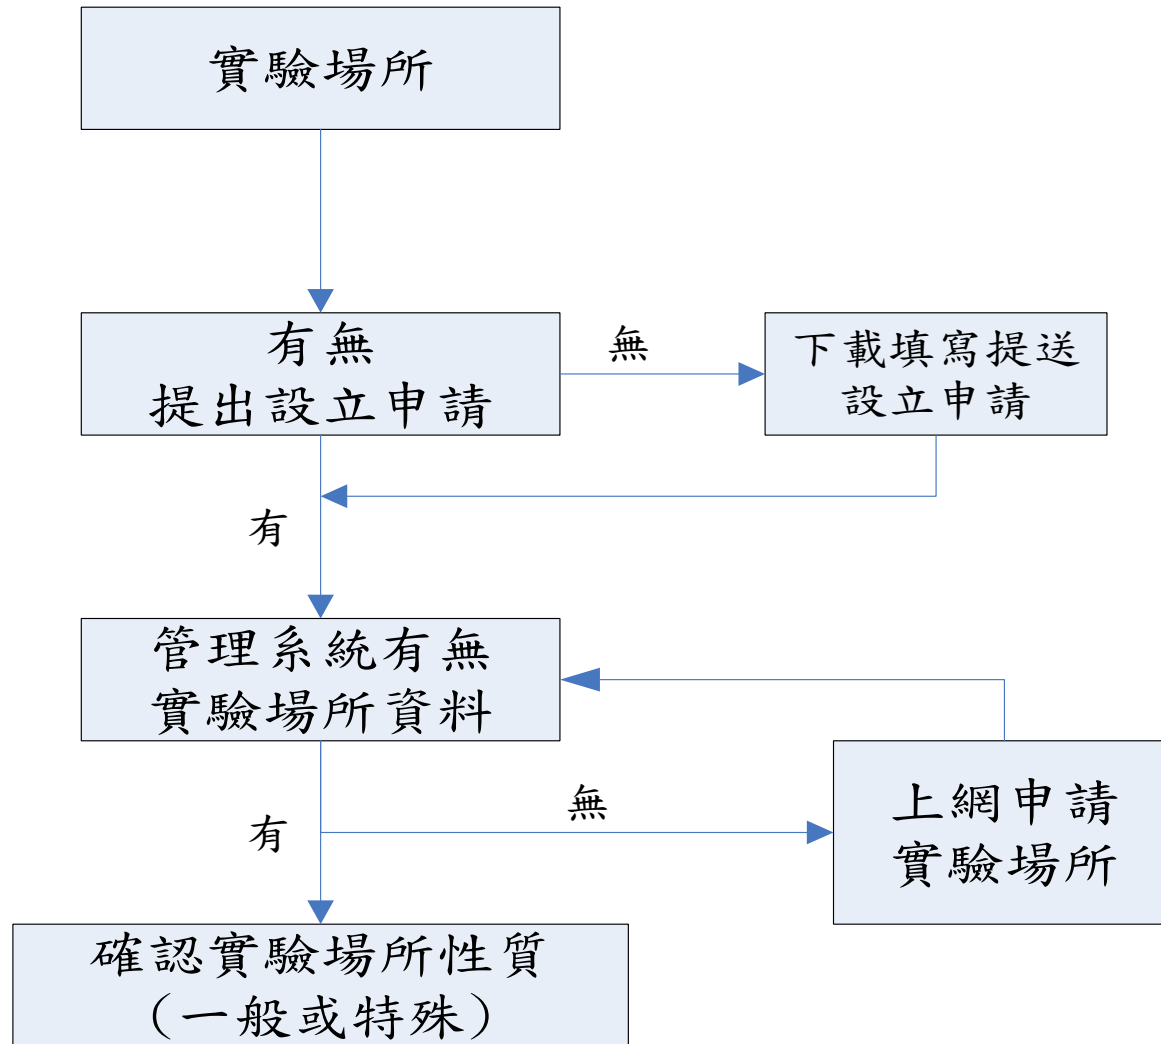 實驗場所
有無
提出設立申請
無
下載填寫提送
設立申請
有
管理系統有無
實驗場所資料
無
有
上網申請
實驗場所
確認實驗場所性質
（一般或特殊）